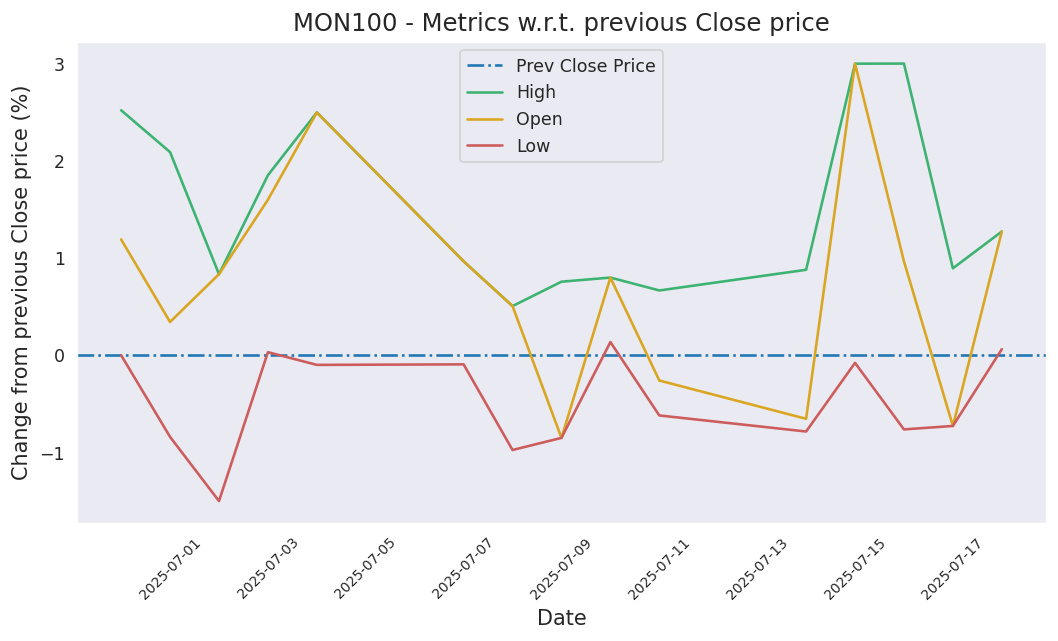 MON100 - Metrics w.r.t. previous Close price
Change from previous Close price (%)
3
2
1
0
−1
Prev Close Price
High
Open
Low
2025-07-01
2025-07-03
2025-07-05
2025-07-07
2025-07-09
2025-07-11
2025-07-13
2025-07-15
2025-07-17
Date